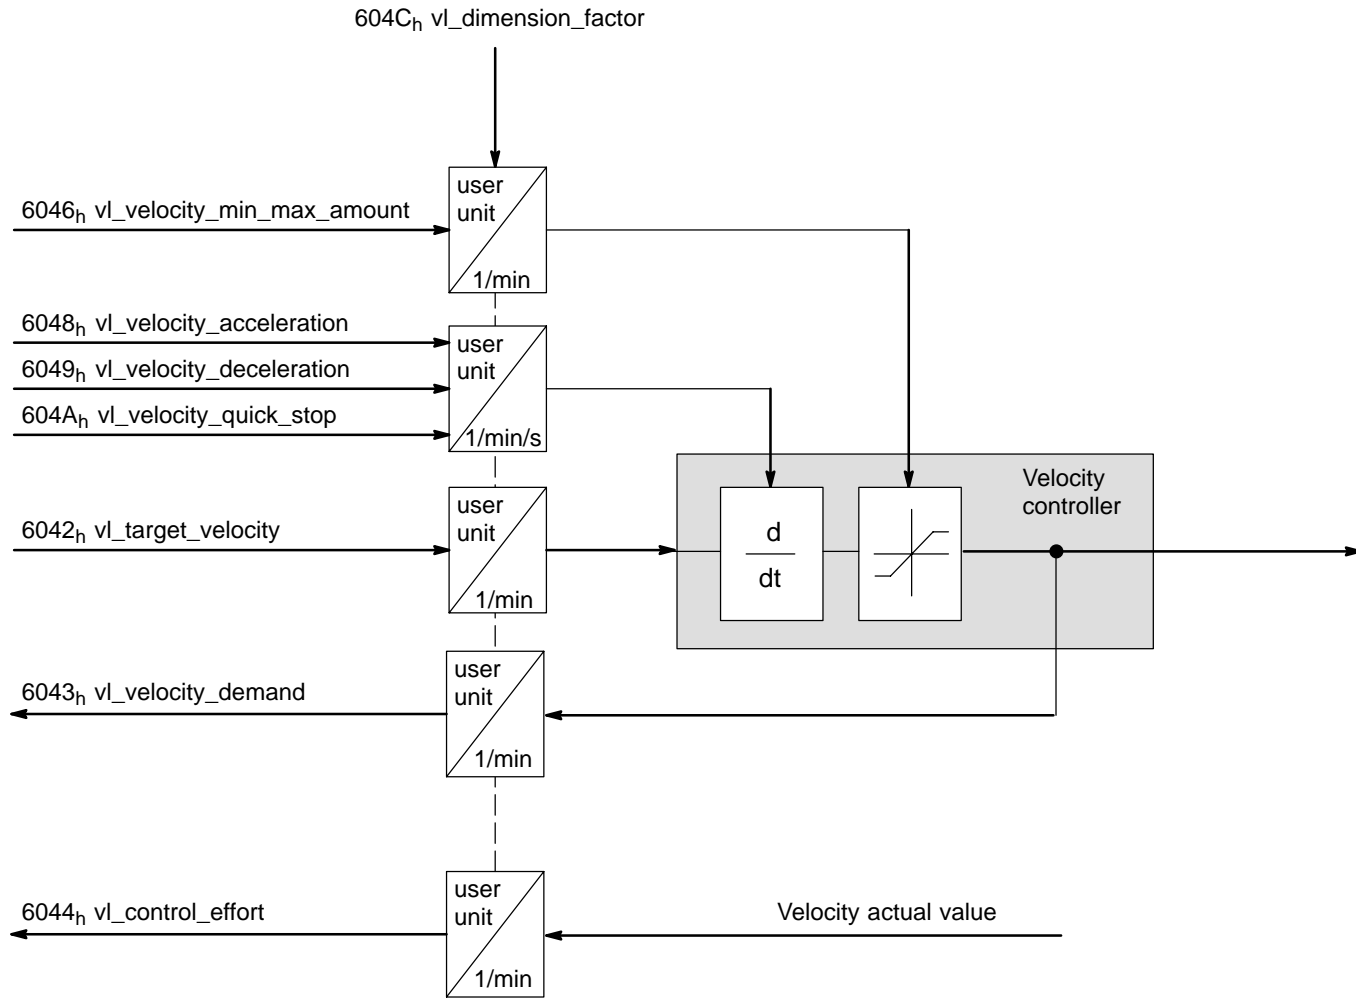 604Ch vl_dimension_factor
user
unit
1/min
6046h vl_velocity_min_max_amount
6048h vl_velocity_acceleration
6049h vl_velocity_deceleration
604Ah vl_velocity_quick_stop
user
unit
1/min/s
Velocity
controller
6042h vl_target_velocity
user
unit
1/min
d
dt
6043h vl_velocity_demand
user
unit
1/min
6044h vl_control_effort
user
unit
1/min
Velocity actual value